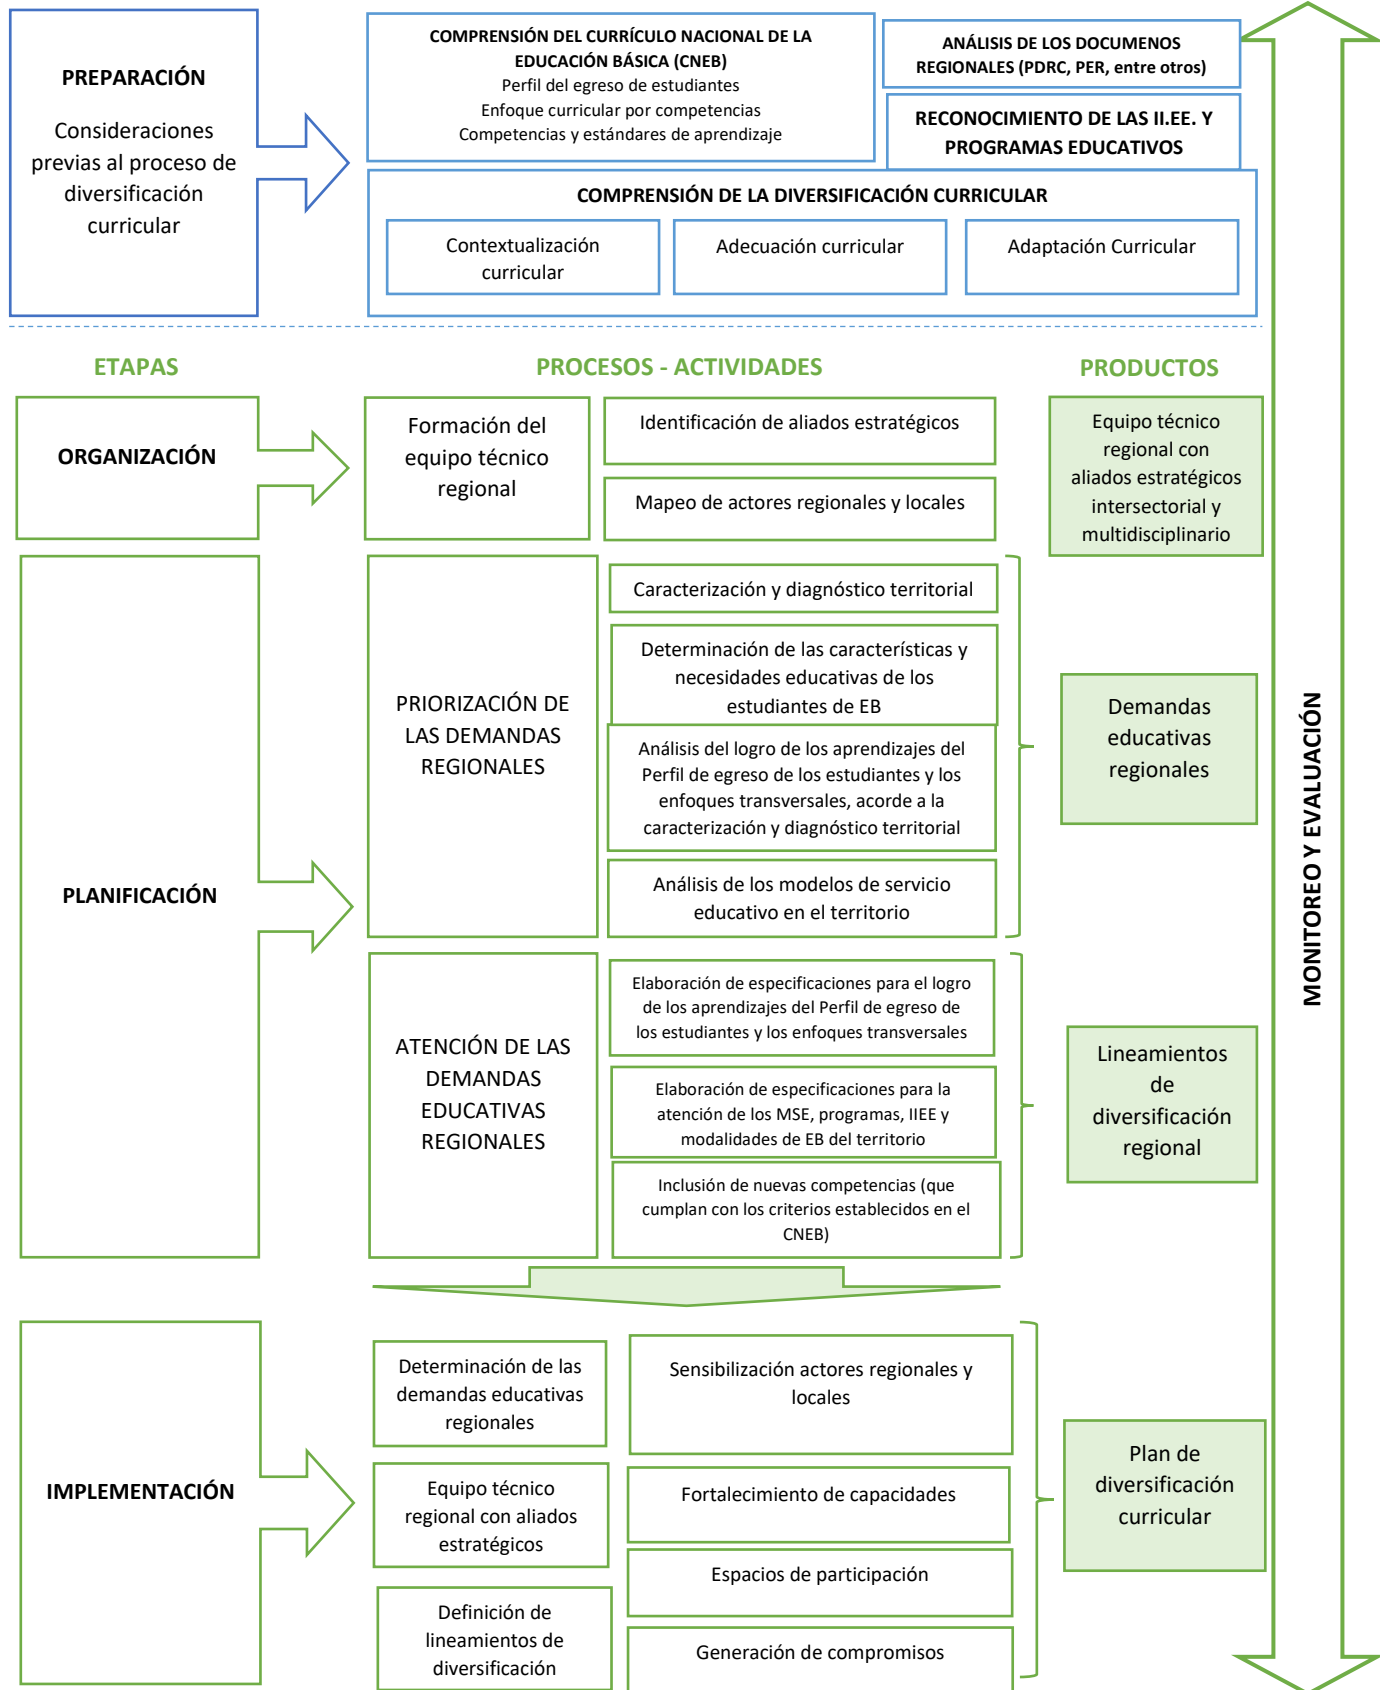 PREPARACIÓN
Consideraciones
previas al proceso de
diversificación
curricular
COMPRENSIÓN DEL CURRÍCULO NACIONAL DE LA
EDUCACIÓN BÁSICA (CNEB)
Perfil del egreso de estudiantes
Enfoque curricular por competencias
Competencias y estándares de aprendizaje
ANÁLISIS DE LOS DOCUMENOS
REGIONALES (PDRC, PER, entre otros)
RECONOCIMIENTO DE LAS II.EE. Y
PROGRAMAS EDUCATIVOS
COMPRENSIÓN DE LA DIVERSIFICACIÓN CURRICULAR
Contextualización
curricular
Adecuación curricular
Adaptación Curricular
ETAPAS
PROCESOS - ACTIVIDADES
PRODUCTOS
ORGANIZACIÓN
Formación del
equipo técnico
regional
Identificación de aliados estratégicos
Mapeo de actores regionales y locales
Equipo técnico
regional con
aliados estratégicos
intersectorial y
multidisciplinario
PLANIFICACIÓN
PRIORIZACIÓN DE
LAS DEMANDAS
REGIONALES
Caracterización y diagnóstico territorial
Determinación de las características y
necesidades educativas de los
estudiantes de EB
Análisis del logro de los aprendizajes del
Perfil de egreso de los estudiantes y los
enfoques transversales, acorde a la
caracterización y diagnóstico territorial
Análisis de los modelos de servicio
educativo en el territorio
Demandas
educativas
regionales
ATENCIÓN DE LAS
DEMANDAS
EDUCATIVAS
REGIONALES
Elaboración de especificaciones para el logro
de los aprendizajes del Perfil de egreso de
los estudiantes y los enfoques transversales
Elaboración de especificaciones para la
atención de los MSE, programas, IIEE y
modalidades de EB del territorio
Inclusión de nuevas competencias (que
cumplan con los criterios establecidos en el
CNEB)
Lineamientos
de
diversificación
regional
IMPLEMENTACIÓN
Determinación de las
demandas educativas
regionales
Equipo técnico
regional con aliados
estratégicos
Definición de
lineamientos de
diversificación
Sensibilización actores regionales y
locales
Fortalecimiento de capacidades
Espacios de participación
Generación de compromisos
Plan de
diversificación
curricular
MONITOREO Y EVALUACIÓN